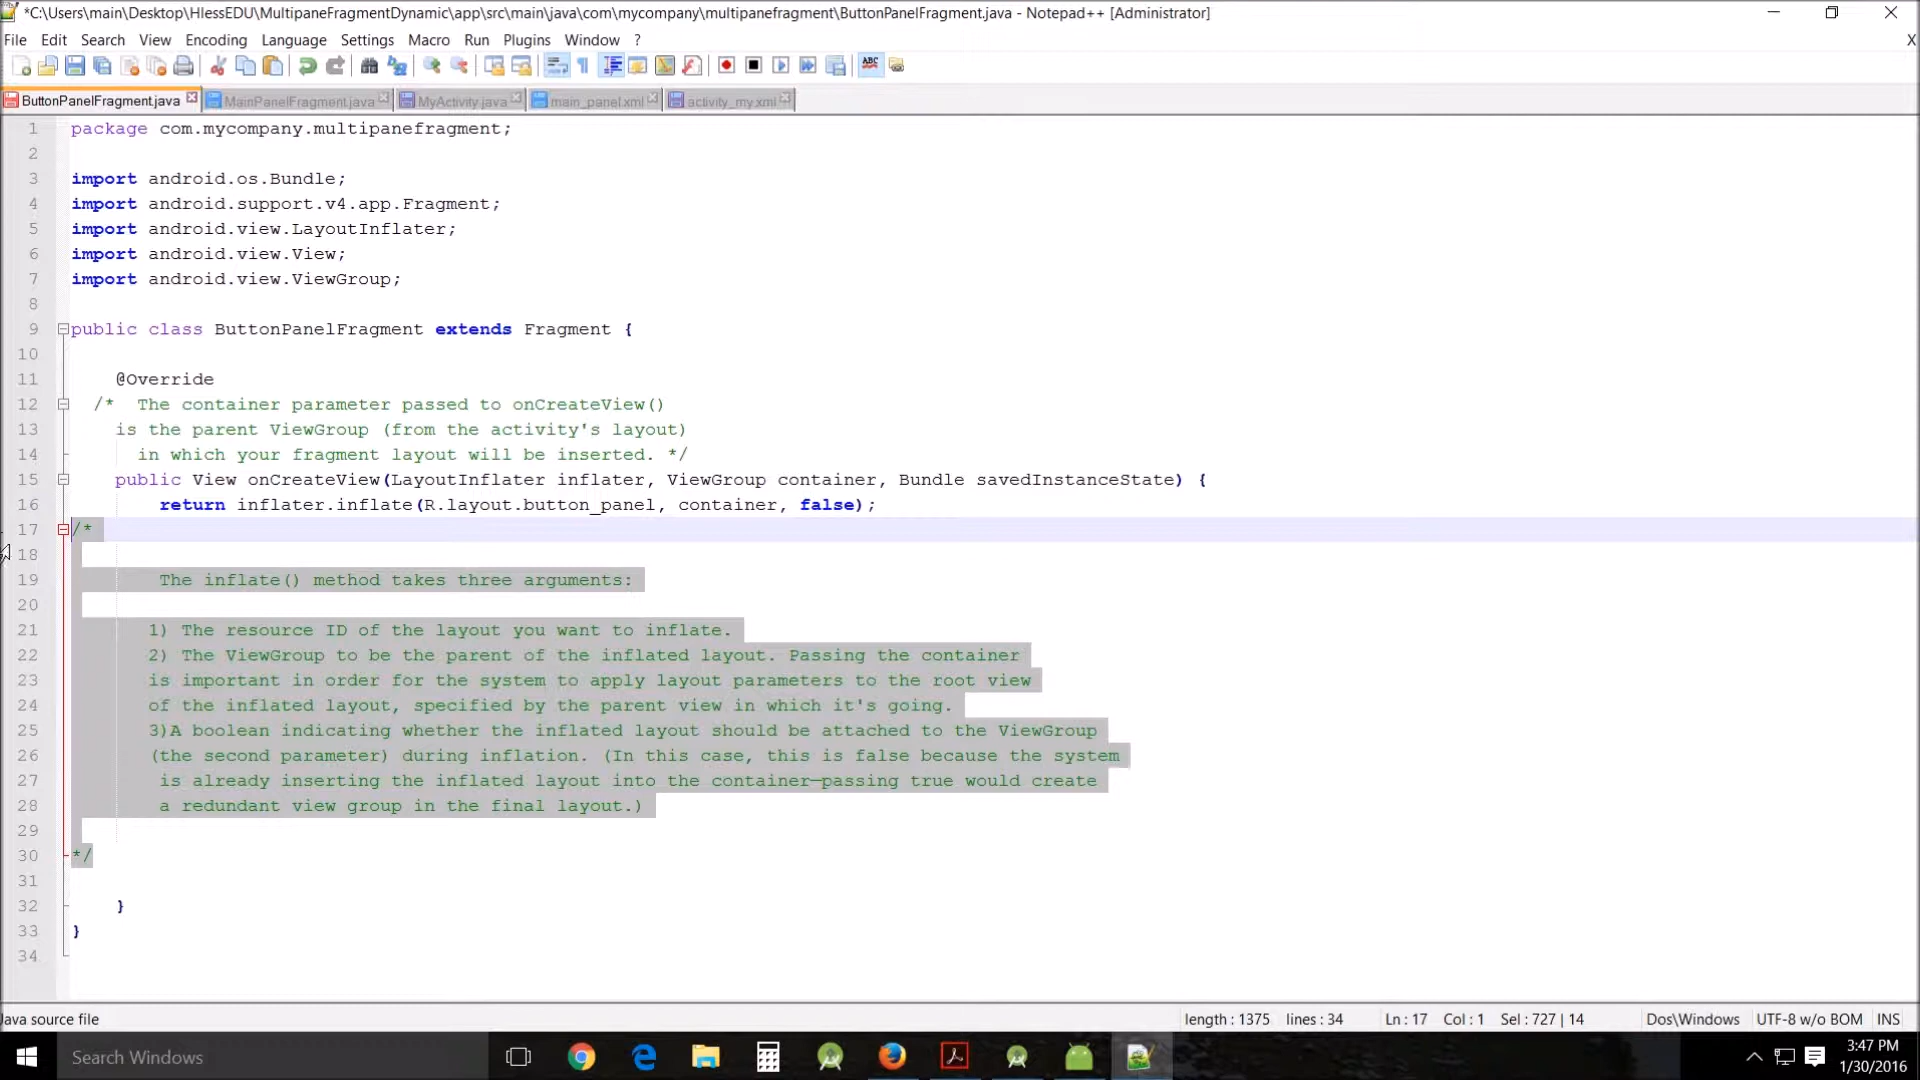 *C:\Users\main\Desktop\HlessEDU\MultipaneFragmentDynamic\app\src\main\java\com\mycompany\multipanefragment\ButtonPanelFragment.java - Notepad++ [Administrator]
File Edit Search View Encoding Language Settings Macro Run Plugins Window ? X
ABC
ButtonPanelFragment.java MainPanelFragment.java MyActivity.java main_panel.xml activity_my.xml
1 package com.mycompany.multipanefragment;
2
3 import android.os.Bundle;
4 import android.support.v4.app.Fragment;
5 import android.view.LayoutInflater;
6 import android.view.View;
7 import android.view.ViewGroup;
8
9 public class ButtonPanelFragment extends Fragment {
10
11 @Override
12 /* The container parameter passed to onCreateView()
13 is the parent ViewGroup (from the activity's layout)
14 in which your fragment layout will be inserted. */
15 public View onCreateView(LayoutInflater inflater, ViewGroup container, Bundle savedInstanceState) {
16 return inflater.inflate(R.layout.button_panel, container, false);
17 /*
18
19 The inflate() method takes three arguments:
20
21 1) The resource ID of the layout you want to inflate.
22 2) The ViewGroup to be the parent of the inflated layout. Passing the container
23 is important in order for the system to apply layout parameters to the root view
24 of the inflated layout, specified by the parent view in which it's going.
25 3)A boolean indicating whether the inflated layout should be attached to the ViewGroup
26 (the second parameter) during inflation. (In this case, this is false because the system
27 is already inserting the inflated layout into the container—passing true would create
28 a redundant view group in the final layout.)
29
30 */
31
32 }
33 }
34
Java source file length : 1375 lines : 34 Ln : 17 Col : 1 Sel : 727 | 14 Dos\Windows UTF-8 w/o BOM INS
Search Windows
3:47 PM
1/30/2016